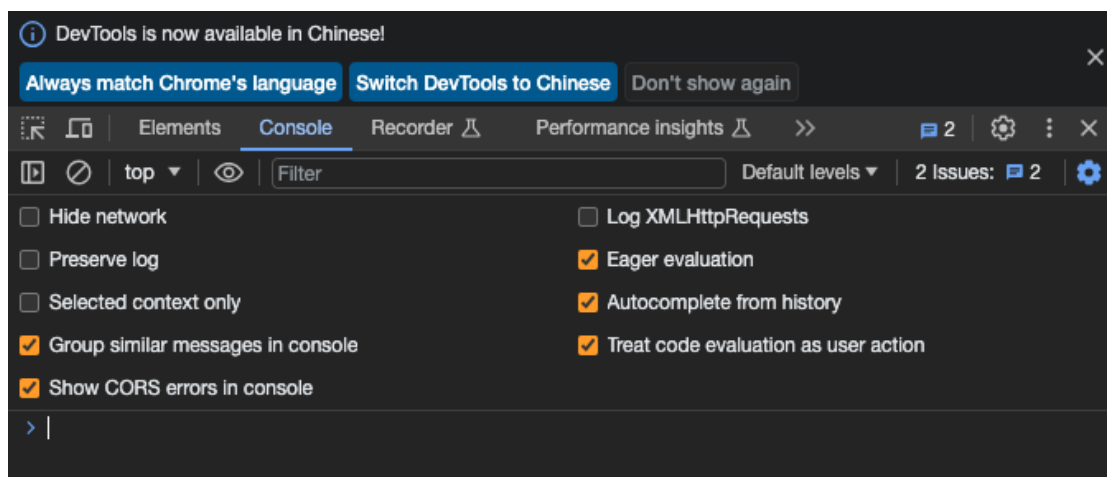 DevTools is now available in Chinese!
Always match Chrome's language Switch DevTools to Chinese Don't show again
Elements Console Recorder Performance insights 2
top Filter Default levels 2 Issues: 2
Hide network Log XMLHttpRequests
Preserve log Eager evaluation
Selected context only Autocomplete from history
Group similar messages in console Treat code evaluation as user action
Show CORS errors in console